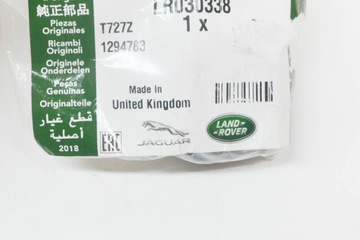 純正部品
Piezas
Originales
Ricambi
Originali
Originele
Onderdelen
Peças
Genuínas
Originalteile
قطع غيار
أصلية
2018
LR030338
1 x
T727Z
1294783
Made In
United Kingdom
EAC
JAGUAR
LAND-
ROVER